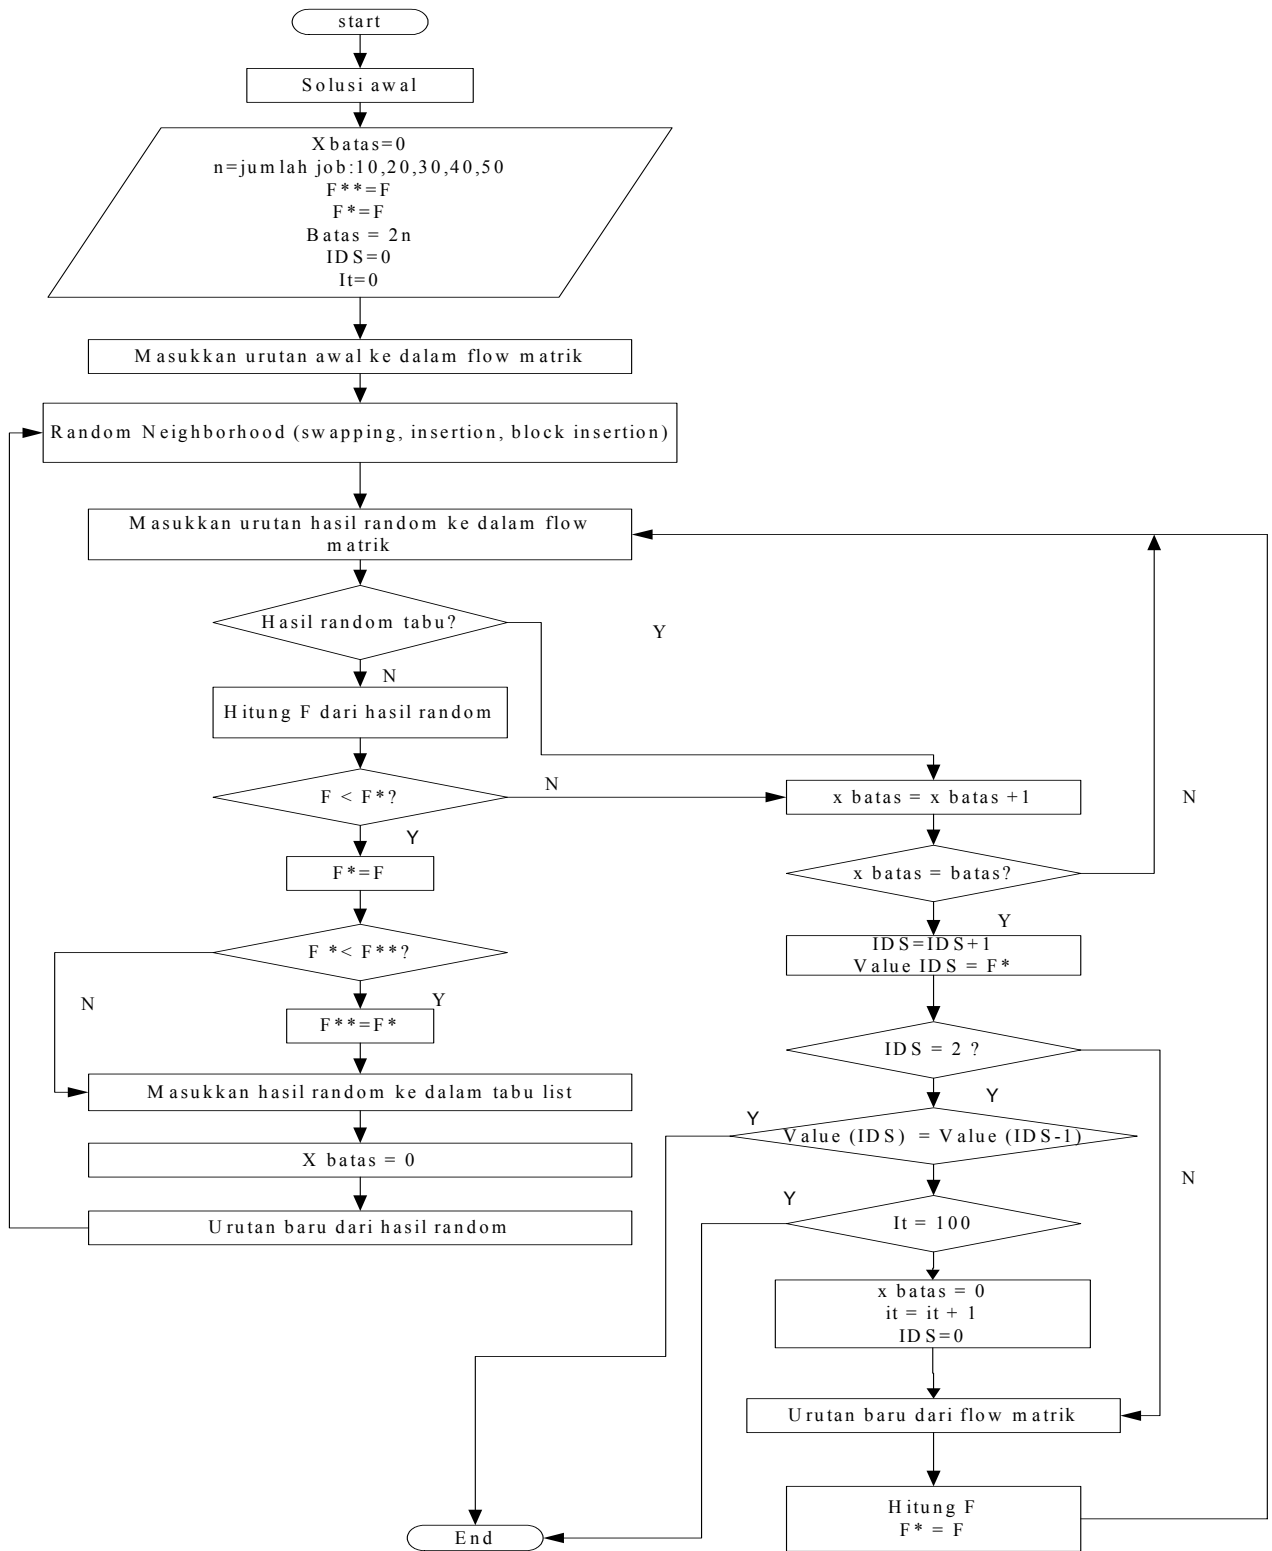 start
Solusi awal
X batas=0
n=jumlah job:10,20,30,40,50
F**=F
F*=F
Batas = 2n
IDS=0
It=0
Masukkan urutan awal ke dalam flow matrik
Random Neighborhood (swapping, insertion, block insertion)
Masukkan urutan hasil random ke dalam flow
matrik
Hasil random tabu?
Y
N
Hitung F dari hasil random
F < F*?
N
Y
F*=F
F *< F**?
N
Y
F**=F*
Masukkan hasil random ke dalam tabu list
X batas = 0
Urutan baru dari hasil random
x batas = x batas +1
N
x batas = batas?
Y
IDS=IDS+1
Value IDS = F*
IDS = 2 ?
Y
N
Y
Value (IDS) = Value (IDS-1)
Y
It = 100
x batas = 0
it = it + 1
IDS=0
Urutan baru dari flow matrik
Hitung F
F* = F
End